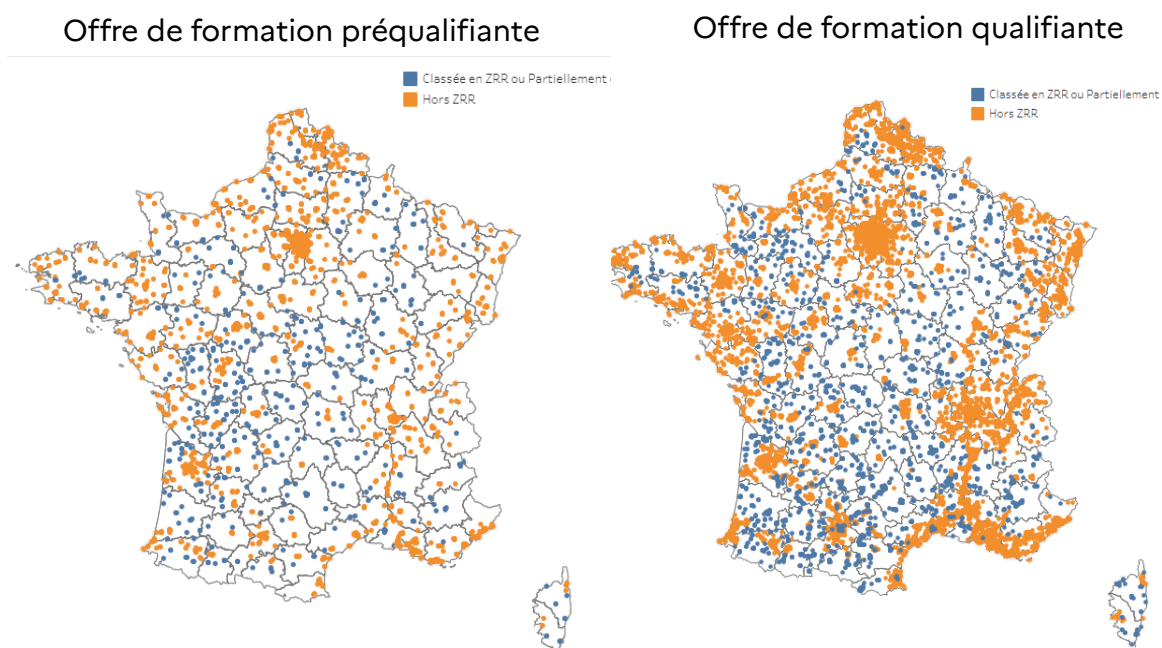 Offre de formation préqualifiante
Classée en ZRR ou Partiellement
Hors ZRR
Offre de formation qualifiante
Classée en ZRR ou Partiellement
Hors ZRR